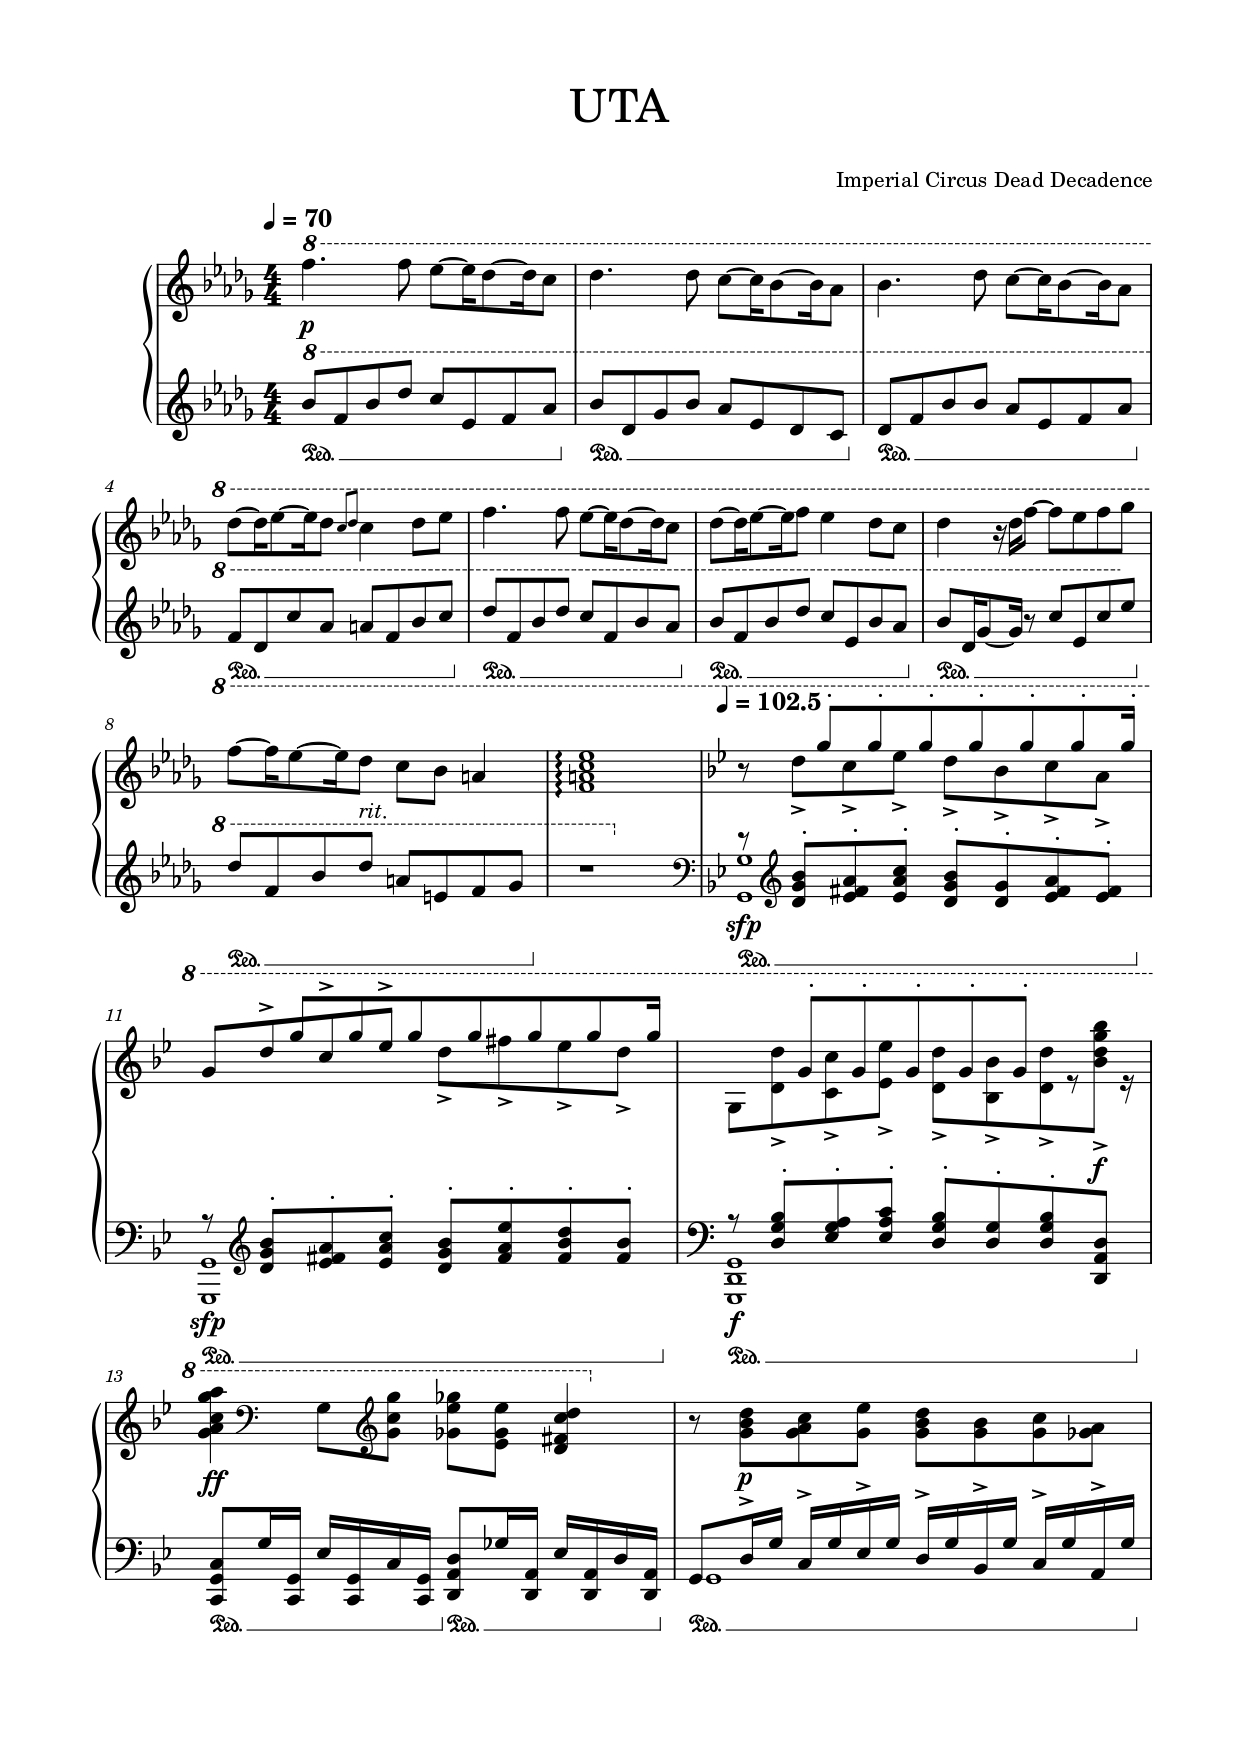 UTA
Imperial Circus Dead Decadence
♩ = 70
8
4 4
p
8
4 4
Ped. Ped. Ped.
4
8
8
Ped. Ped. Ped. Ped.
8
8
♩ = 102.5
rit.
8
sfp
Ped. Ped.
11
8
f
sfp f
Ped. Ped.
13
8
ff p
Ped. Ped. Ped.